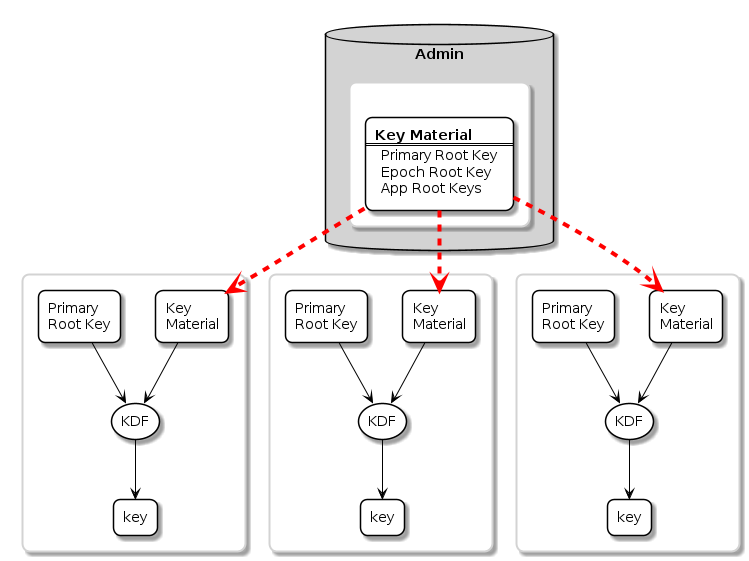 Admin
Key Material
Primary Root Key
Epoch Root Key
App Root Keys
Primary
Root Key
Key
Material
KDF
key
Primary
Root Key
Key
Material
KDF
key
Primary
Root Key
Key
Material
KDF
key